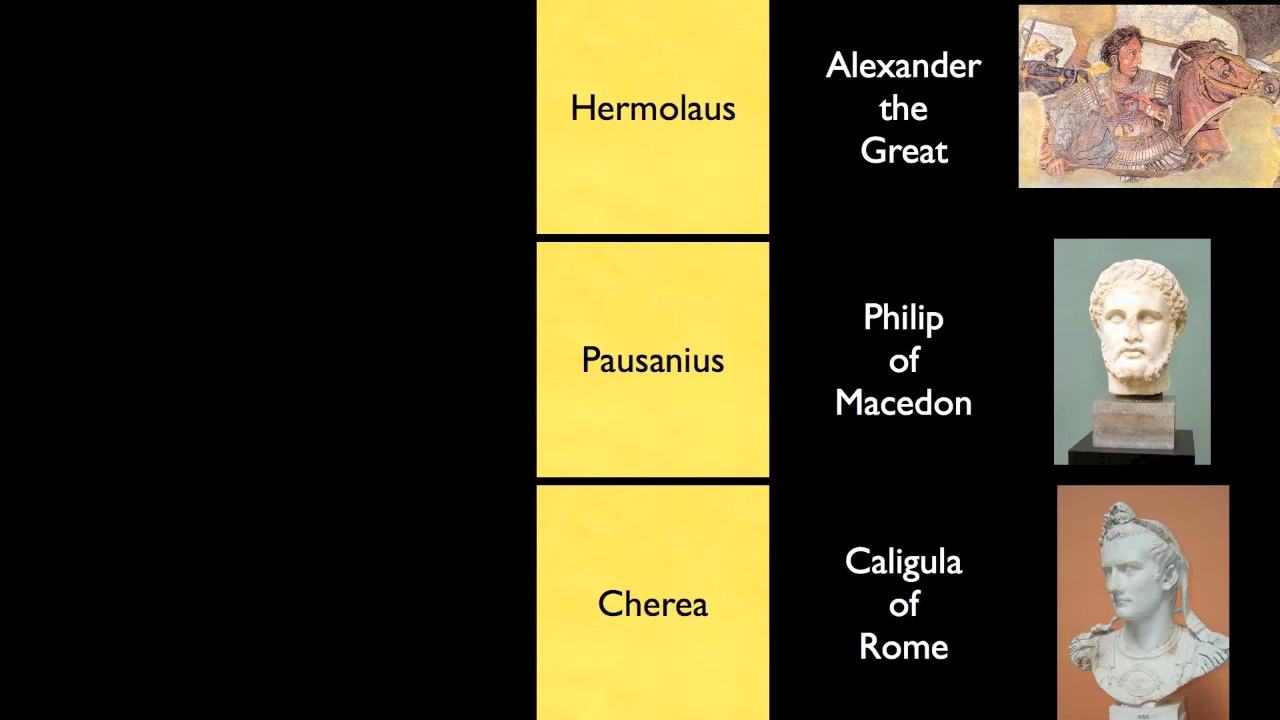 Hermolaus
Alexander
the
Great
Pausanius
Philip
of
Macedon
Cherea
Caligula
of
Rome